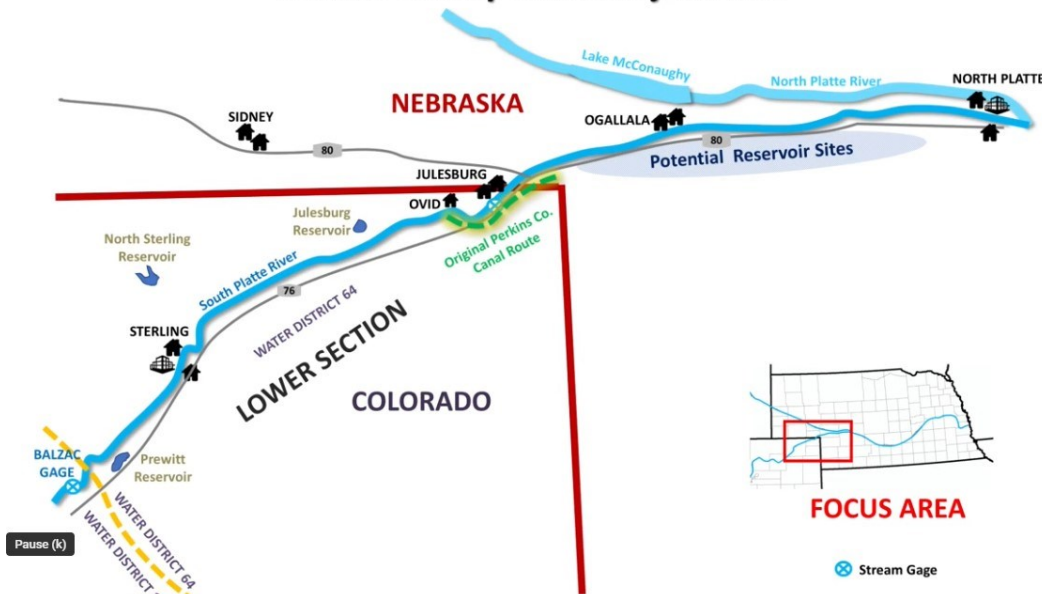 Lake McConaughy
North Platte River
NORTH PLATTE
NEBRASKA
SIDNEY
OGALLALA
80
80
Potential Reservoir Sites
JULESBURG
OVID
Julesburg
Reservoir
Original Perkins Co.
Canal Route
North Sterling
Reservoir
South Platte River
76
WATER DISTRICT 64
STERLING
LOWER SECTION
COLORADO
BALZAC
GAGE
Prewitt
Reservoir
WATER DISTRICT 64
WATER DISTRICT
Pause (k)
FOCUS AREA
Stream Gage